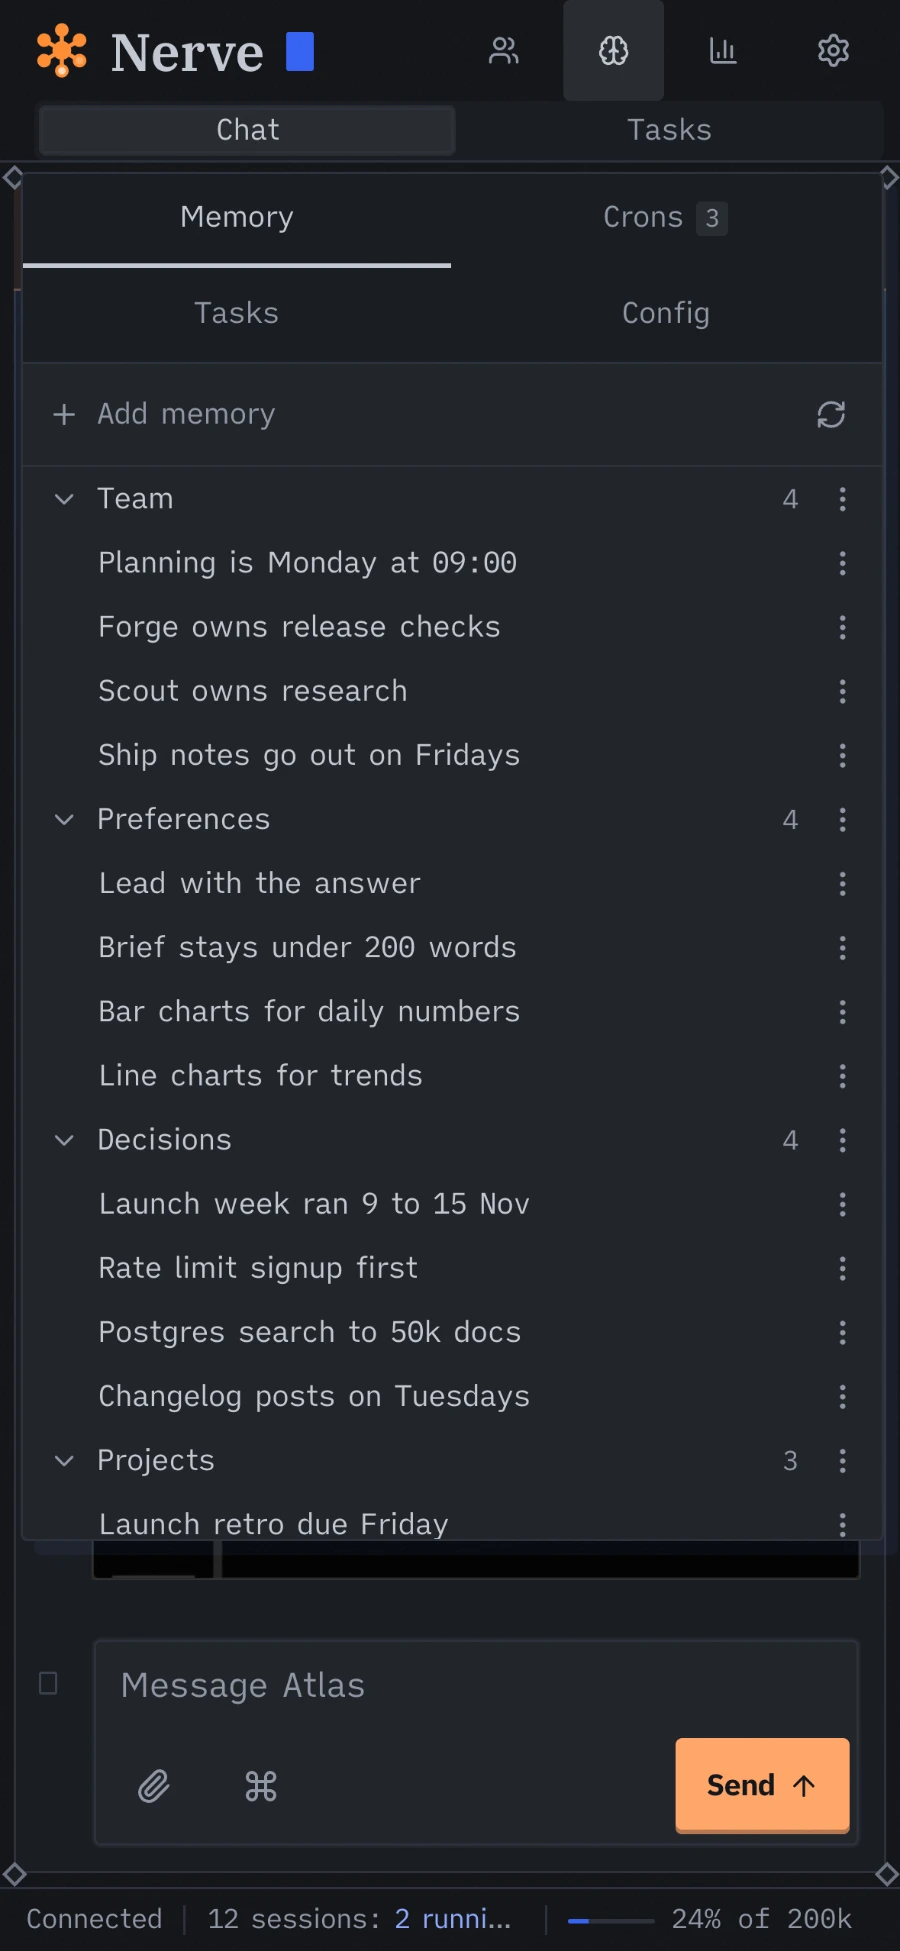 Nerve
Chat Tasks
Memory Crons 3
Tasks Config
Add memory
Team 4
Planning is Monday at 09:00
Forge owns release checks
Scout owns research
Ship notes go out on Fridays
Preferences 4
Lead with the answer
Brief stays under 200 words
Bar charts for daily numbers
Line charts for trends
Decisions 4
Launch week ran 9 to 15 Nov
Rate limit signup first
Postgres search to 50k docs
Changelog posts on Tuesdays
Projects 3
Launch retro due Friday
Message Atlas
Send
Connected 12 sessions: 2 runni... 24% of 200k